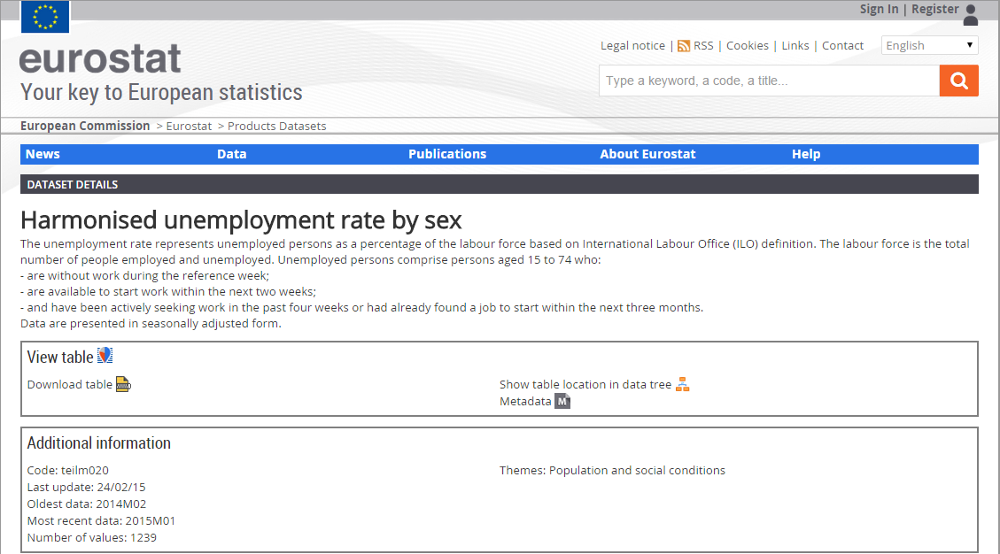 Sign In | Register
eurostat
Your key to European statistics
Legal notice | RSS | Cookies | Links | Contact
English
Type a keyword, a code, a title...
European Commission > Eurostat > Products Datasets
News Data Publications About Eurostat Help
DATASET DETAILS
Harmonised unemployment rate by sex
The unemployment rate represents unemployed persons as a percentage of the labour force based on International Labour Office (ILO) definition. The labour force is the total
number of people employed and unemployed. Unemployed persons comprise persons aged 15 to 74 who:
- are without work during the reference week;
- are available to start work within the next two weeks;
- and have been actively seeking work in the past four weeks or had already found a job to start within the next three months.
Data are presented in seasonally adjusted form.
View table
Download table
Show table location in data tree
Metadata M
Additional information
Code: teilm020
Last update: 24/02/15
Oldest data: 2014M02
Most recent data: 2015M01
Number of values: 1239
Themes: Population and social conditions